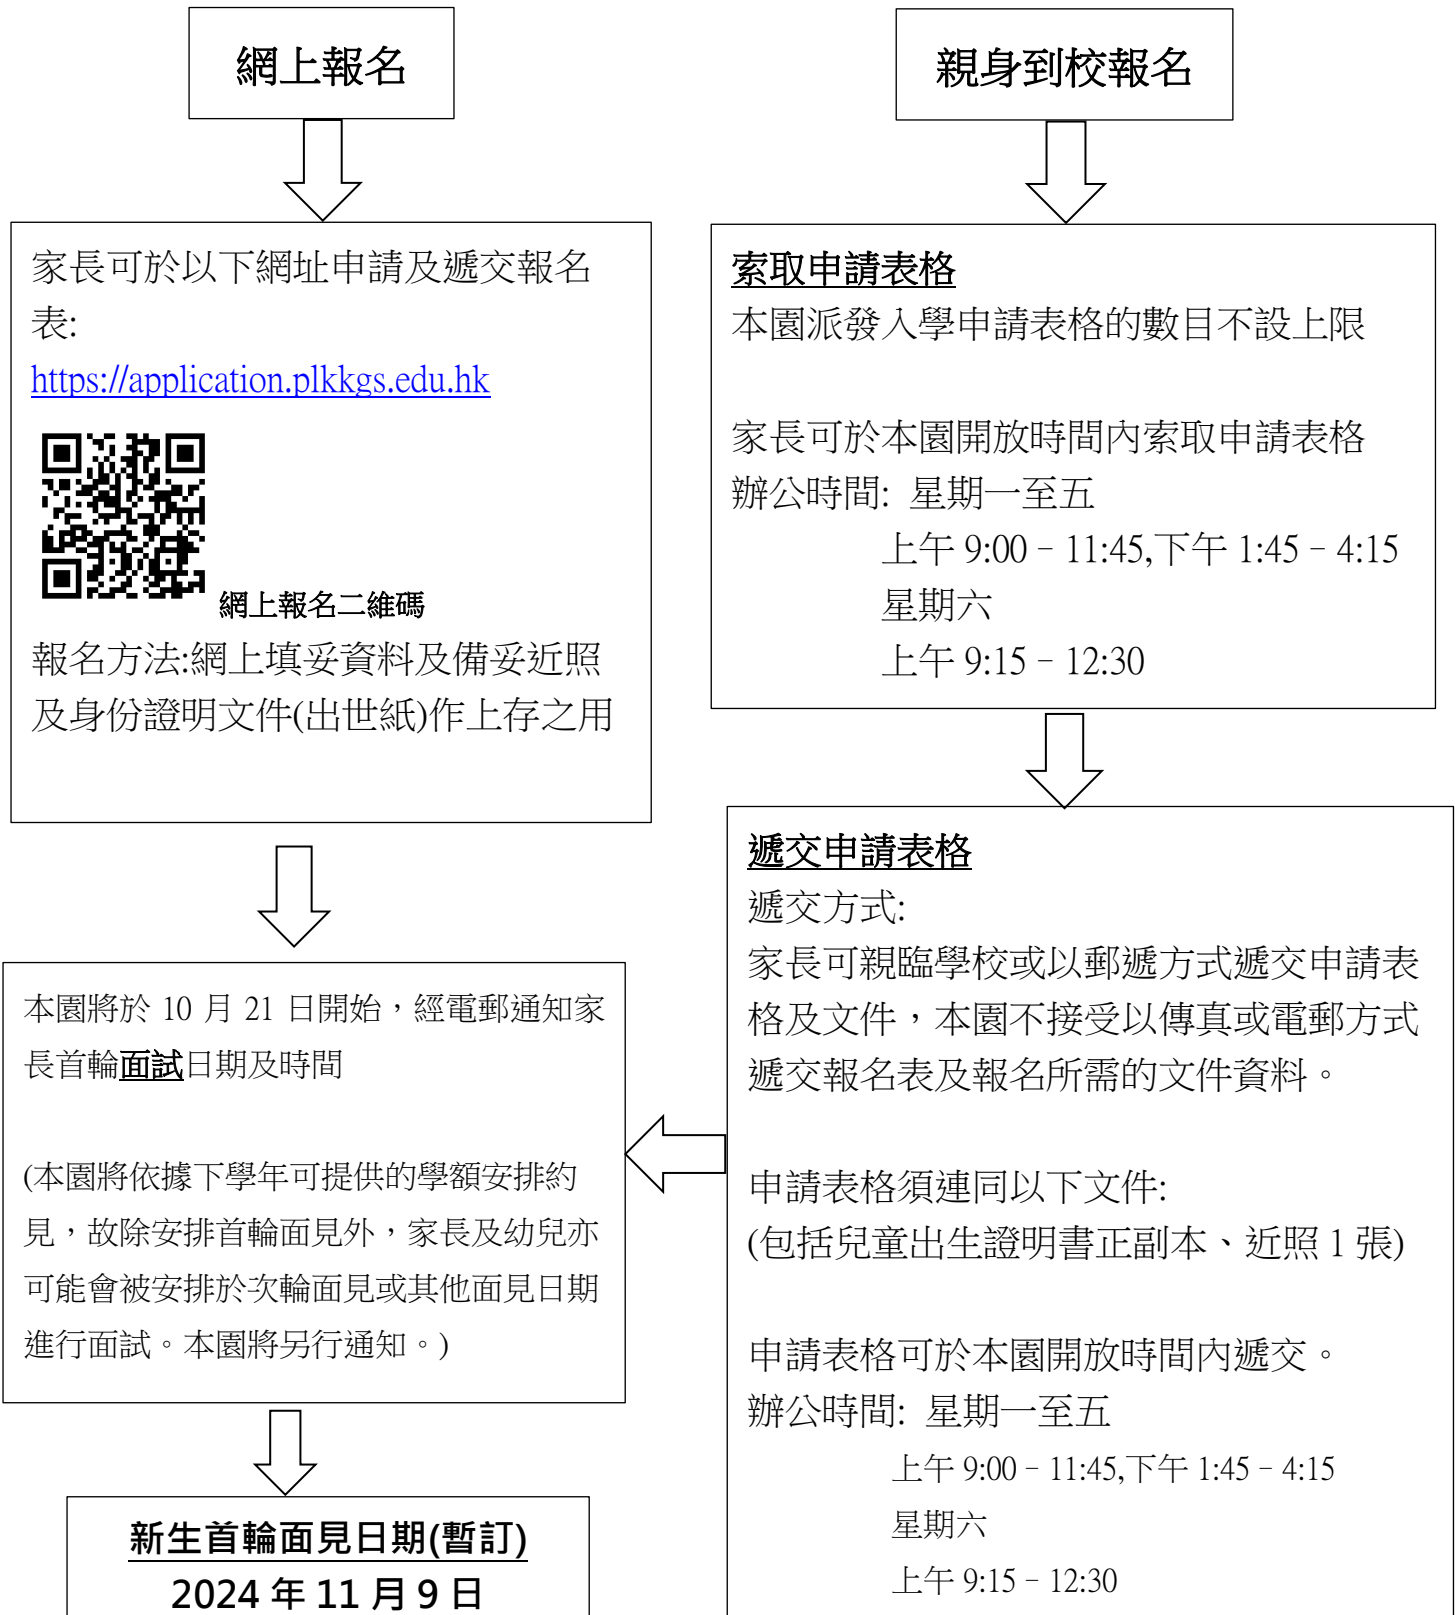 網上報名
家長可於以下網址申請及遞交報名
表:
https://application.plkkgs.edu.hk
網上報名二維碼
報名方法:網上填妥資料及備妥近照
及身份證明文件(出世紙)作上存之用
親身到校報名
索取申請表格
本園派發入學申請表格的數目不設上限
家長可於本園開放時間內索取申請表格
辦公時間: 星期一至五
上午 9:00–11:45,下午 1:45–4:15
星期六
上午 9:15–12:30
遞交申請表格
遞交方式:
家長可親臨學校或以郵遞方式遞交申請表
格及文件，本園不接受以傳真或電郵方式
遞交報名表及報名所需的文件資料。
申請表格須連同以下文件:
(包括兒童出生證明書正副本、近照 1 張)
申請表格可於本園開放時間內遞交。
辦公時間: 星期一至五
上午 9:00–11:45,下午 1:45–4:15
星期六
上午 9:15–12:30
本園將於 10 月 21 日開始，經電郵通知家
長首輪面試日期及時間
(本園將依據下學年可提供的學額安排約
見，故除安排首輪面見外，家長及幼兒亦
可能會被安排於次輪面見或其他面見日期
進行面試。本園將另行通知。)
新生首輪面見日期(暫訂)
2024 年 11 月 9 日